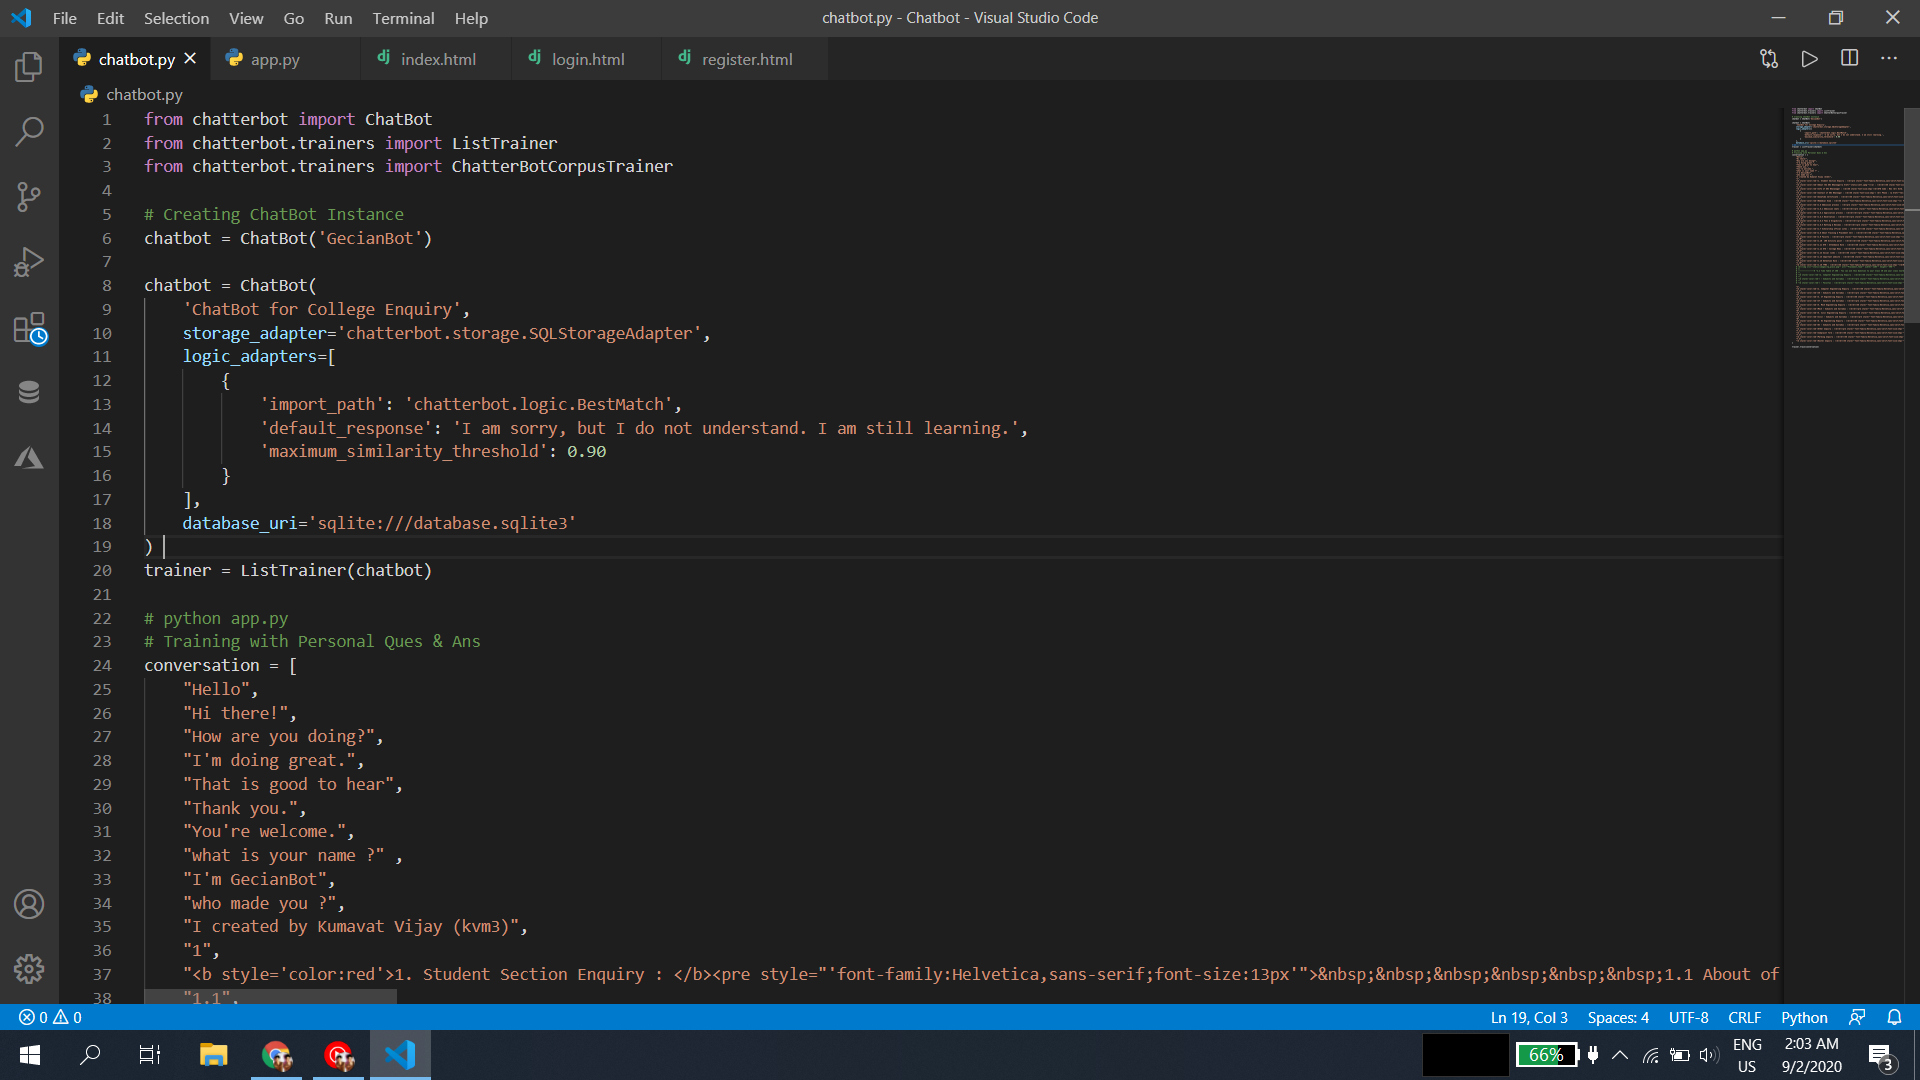 File Edit Selection View Go Run Terminal Help
chatbot.py - Chatbot - Visual Studio Code
chatbot.py
app.py
index.html
login.html
register.html
chatbot.py
1 from chatterbot import ChatBot
2 from chatterbot.trainers import ListTrainer
3 from chatterbot.trainers import ChatterBotCorpusTrainer
4
5 # Creating ChatBot Instance
6 chatbot = ChatBot('GecianBot')
7
8 chatbot = ChatBot(
9     'ChatBot for College Enquiry',
10     storage_adapter='chatterbot.storage.SQLStorageAdapter',
11     logic_adapters=[
12         {
13             'import_path': 'chatterbot.logic.BestMatch',
14             'default_response': 'I am sorry, but I do not understand. I am still learning.',
15             'maximum_similarity_threshold': 0.90
16         }
17     ],
18     database_uri='sqlite:///database.sqlite3'
19 )
20 trainer = ListTrainer(chatbot)
21
22 # python app.py
23 # Training with Personal Ques & Ans
24 conversation = [
25     "Hello",
26     "Hi there!",
27     "How are you doing?",
28     "I'm doing great.",
29     "That is good to hear",
30     "Thank you.",
31     "You're welcome.",
32     "what is your name ?" ,
33     "I'm GecianBot",
34     "who made you ?",
35     "I created by Kumavat Vijay (kvm3)",
36     "1",
37     "<b style='color:red'>1. Student Section Enquiry : </b><pre style="'font-family:Helvetica,sans-serif;font-size:13px'">&nbsp;&nbsp;&nbsp;&nbsp;&nbsp;&nbsp;1.1 About of
38     "1.1",
0 0
Ln 19, Col 3 Spaces: 4 UTF-8 CRLF Python
66%
ENG
US
2:03 AM
9/2/2020
3